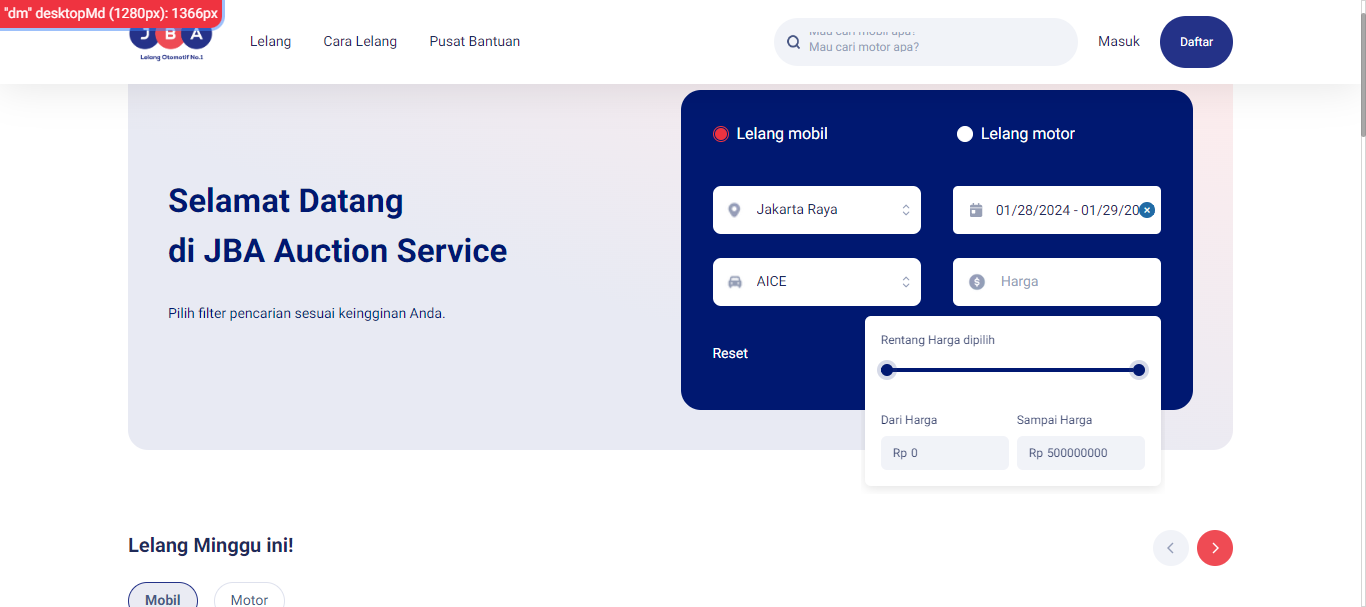 "dm" desktopMd (1280px): 1366px
JBA
Lelang Otomotif No.1
Lelang
Cara Lelang
Pusat Bantuan
Mau cari mobil apa?
Mau cari motor apa?
Masuk
Daftar
Selamat Datang
di JBA Auction Service
Pilih filter pencarian sesuai keingginan Anda.
Lelang mobil
Lelang motor
Jakarta Raya
01/28/2024 - 01/29/20
AICE
Harga
Reset
Rentang Harga dipilih
Dari Harga
Sampai Harga
Rp 0
Rp 500000000
Lelang Minggu ini!
Mobil
Motor